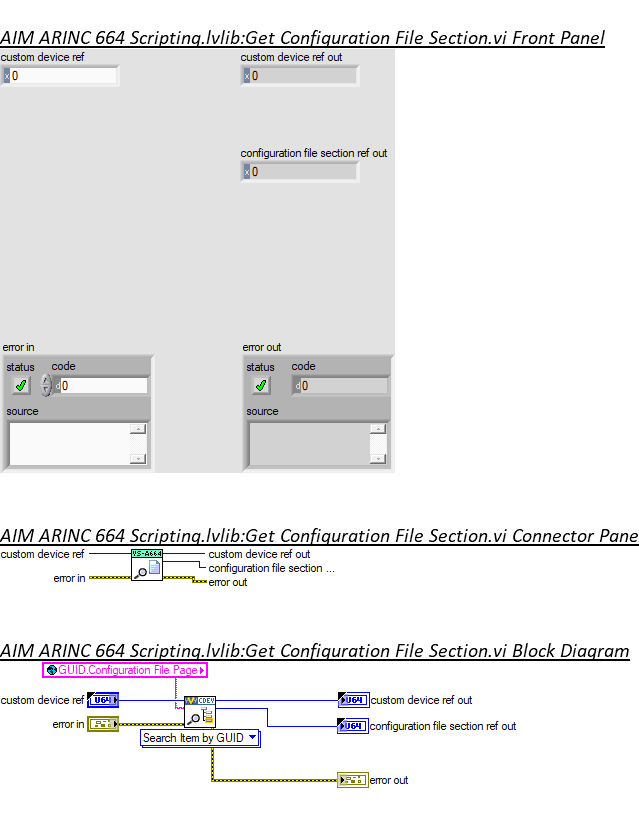 AIM ARINC 664 Scripting.lvlib:Get Configuration File Section.vi Front Panel
custom device ref
custom device ref out
x 0
x 0
configuration file section ref out
x 0
error in
error out
status code
status code
d 0
d 0
source
source
AIM ARINC 664 Scripting.lvlib:Get Configuration File Section.vi Connector Pane
custom device ref
VS-A664
custom device ref out
configuration file section ...
error in
error out
AIM ARINC 664 Scripting.lvlib:Get Configuration File Section.vi Block Diagram
GUID.Configuration File Page
custom device ref
U64
CDEV
U64
custom device ref out
error in
U64
configuration file section ref out
Search Item by GUID
error out